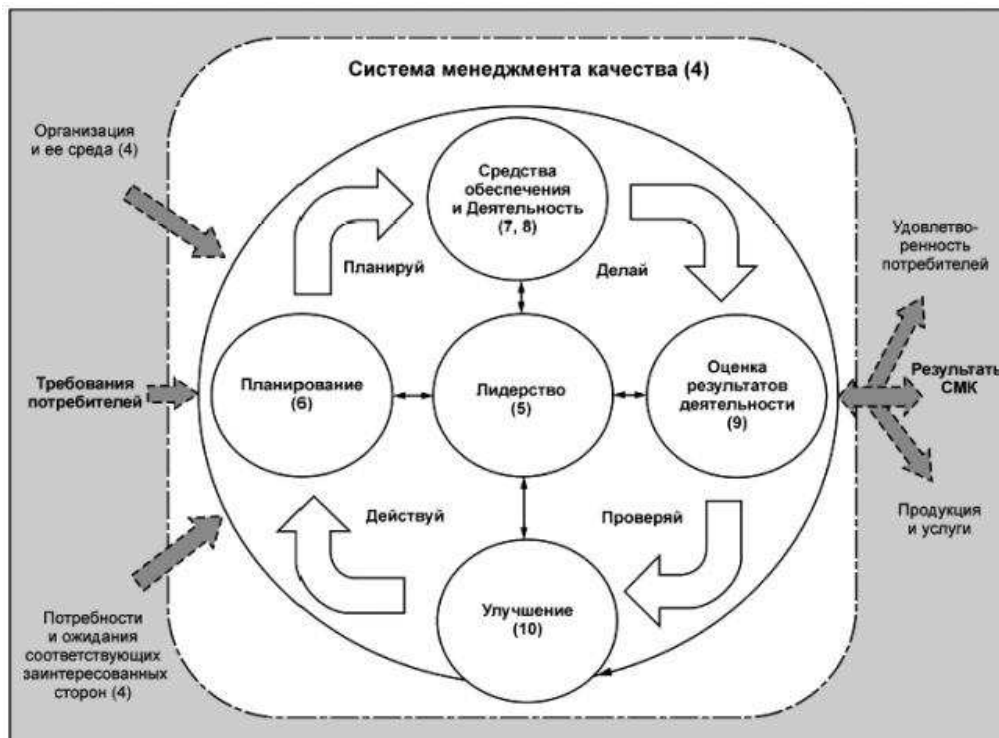 Система менеджмента качества (4)
Организация
и ее среда (4)
Средства
обеспечения
и Деятельность
(7, 8)
Планируй
Делай
Удовлетво-
ренность
потребителей
Требования
потребителей
Планирование
(6)
Лидерство
(5)
Оценка
результатов
деятельности
(9)
Результаты
СМК
Действуй
Проверяй
Продукция
и услуги
Улучшение
(10)
Потребности
и ожидания
соответствующих
заинтересованных
сторон (4)